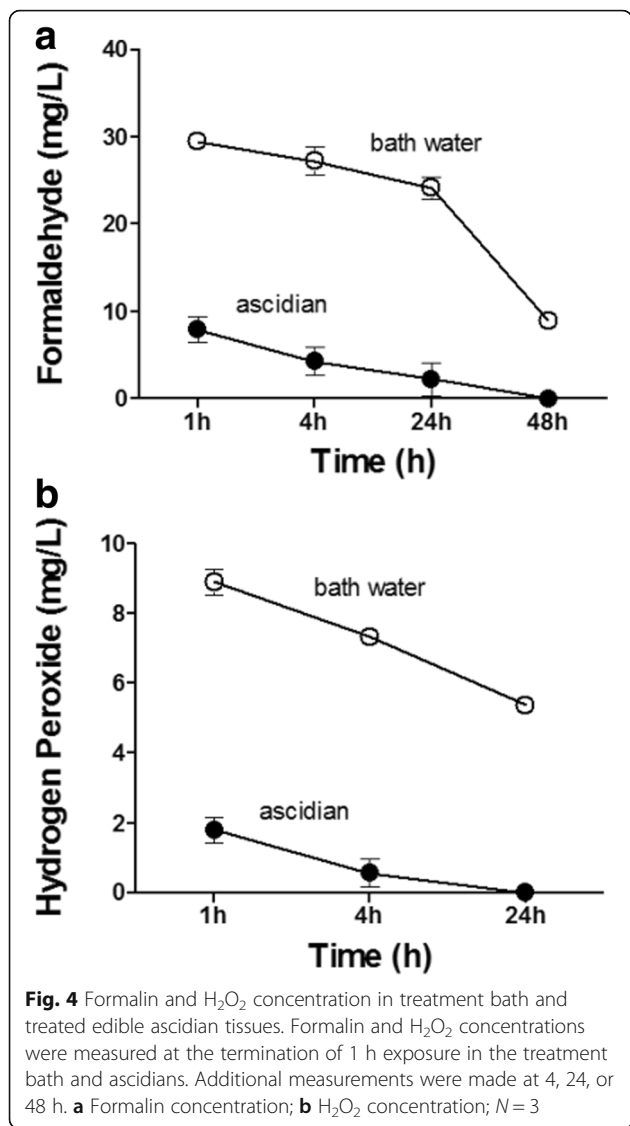 a
40
30
20
10
0
Formaldehyde (mg/L)
bath water
ascidian
1h 4h 24h 48h
Time (h)
b
10
8
6
4
2
0
Hydrogen Peroxide (mg/L)
bath water
ascidian
1h 4h 24h
Time (h)
Fig. 4 Formalin and H₂O₂ concentration in treatment bath and
treated edible ascidian tissues. Formalin and H₂O₂ concentrations
were measured at the termination of 1 h exposure in the treatment
bath and ascidians. Additional measurements were made at 4, 24, or
48 h. a Formalin concentration; b H₂O₂ concentration; N = 3